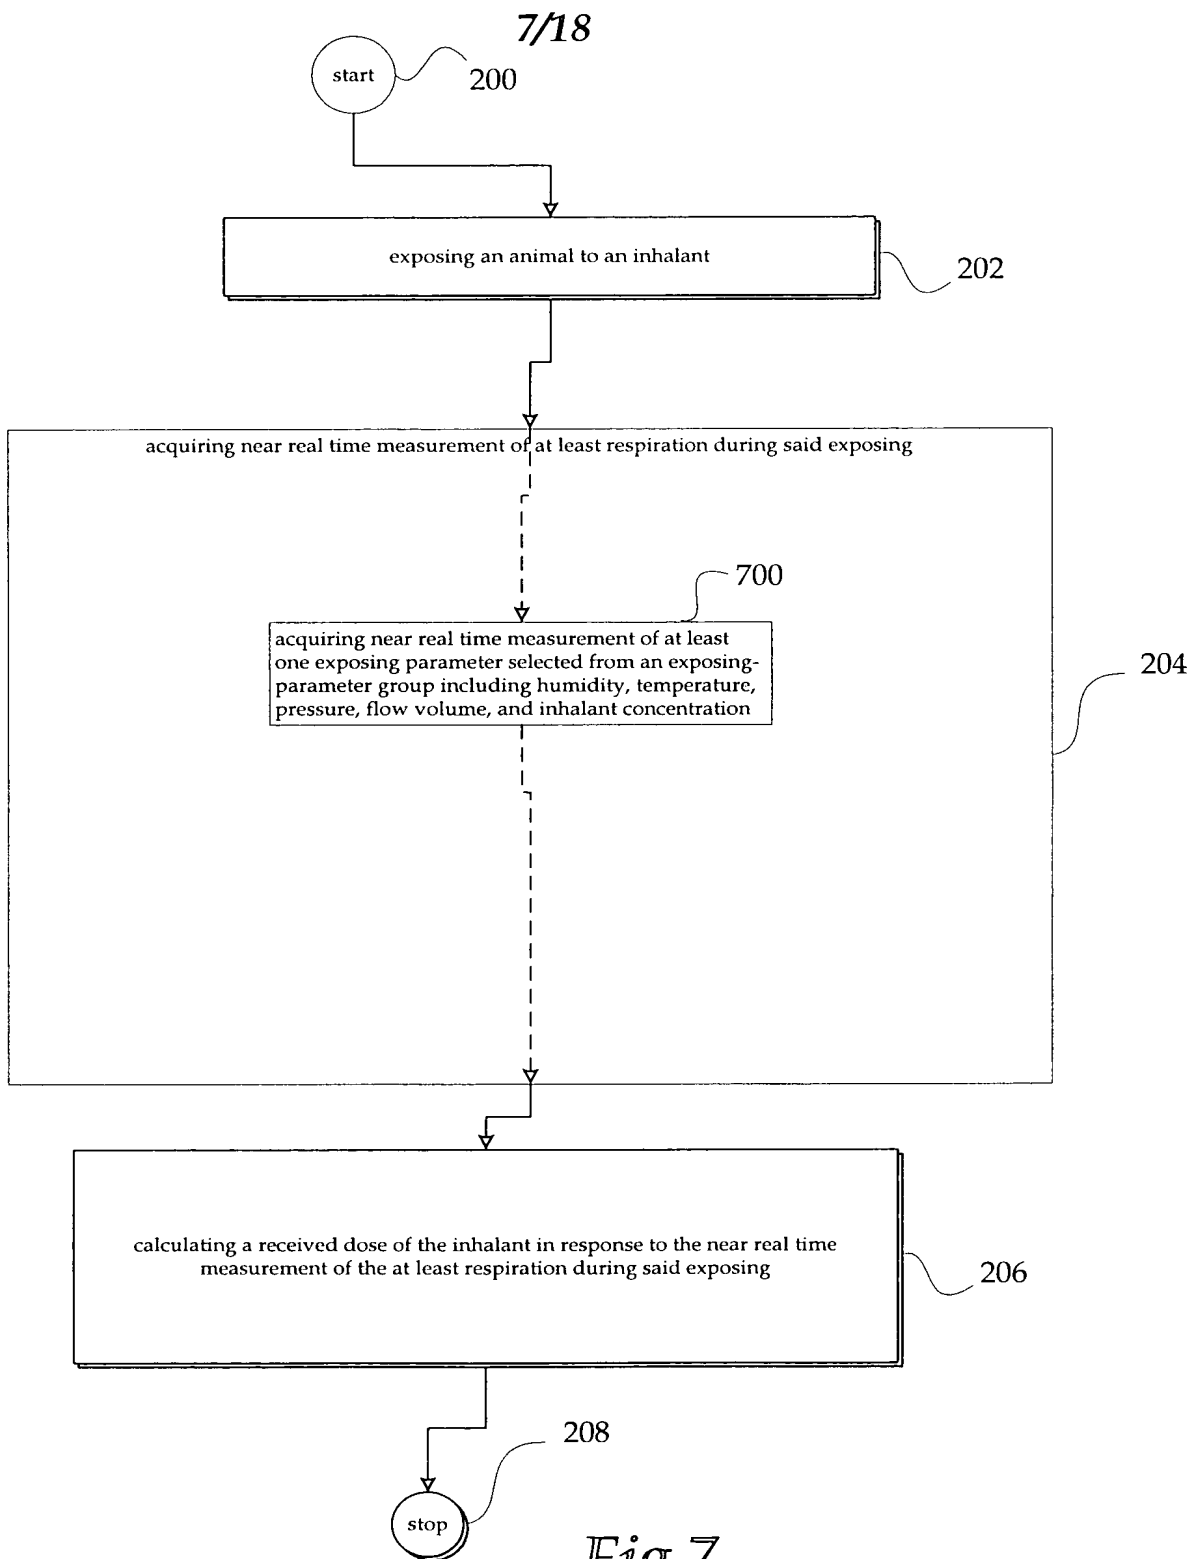 7/18
start
200
exposing an animal to an inhalant
202
acquiring near real time measurement of at least respiration during said exposing
700
acquiring near real time measurement of at least
one exposing parameter selected from an exposing-
parameter group including humidity, temperature,
pressure, flow volume, and inhalant concentration
204
calculating a received dose of the inhalant in response to the near real time
measurement of the at least respiration during said exposing
206
208
stop
Fig 7